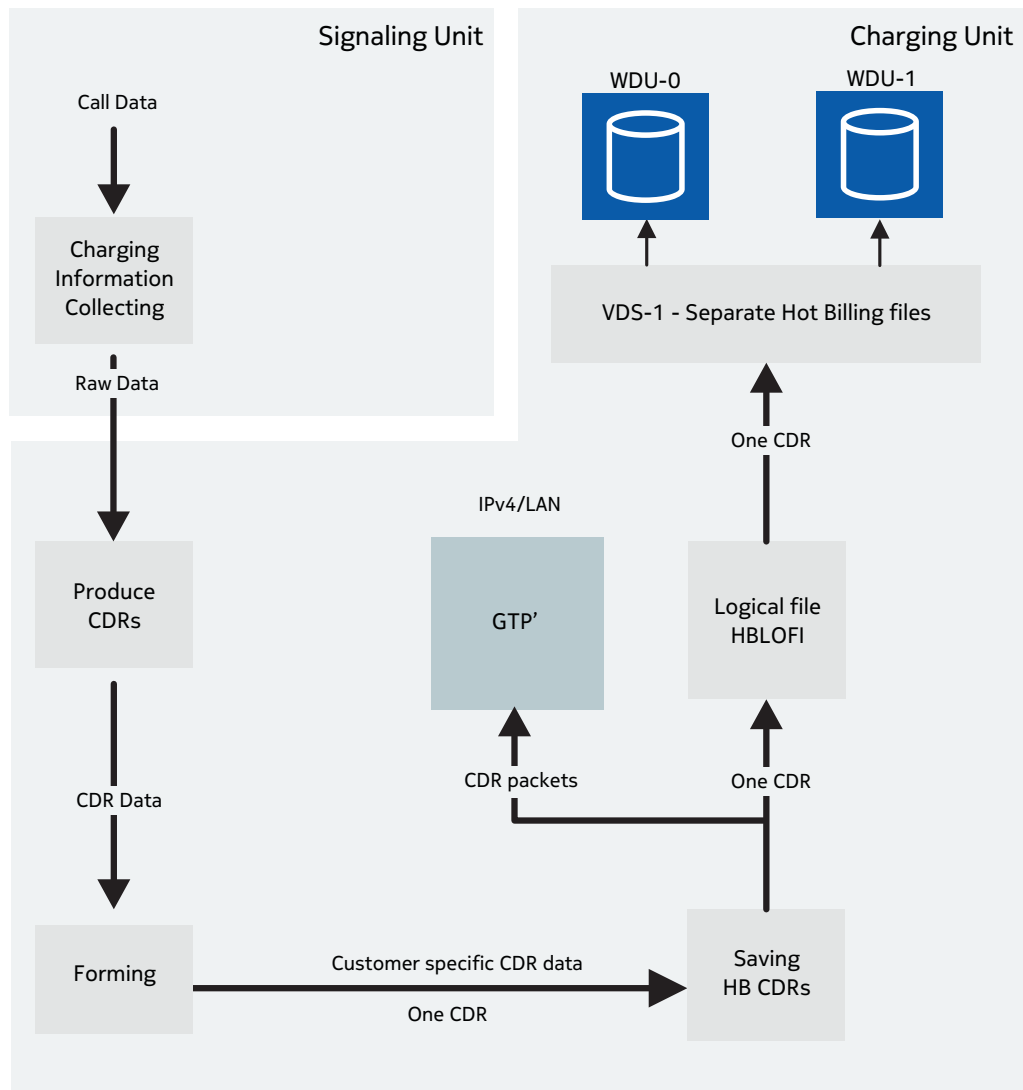 Signaling Unit
Charging Unit
Call Data
WDU-0
WDU-1
Charging
Information
Collecting
VDS-1 - Separate Hot Billing files
Raw Data
One CDR
IPv4/LAN
Produce
CDRs
GTP’
Logical file
HBLOFI
CDR Data
CDR packets
One CDR
Forming
Customer specific CDR data
One CDR
Saving
HB CDRs